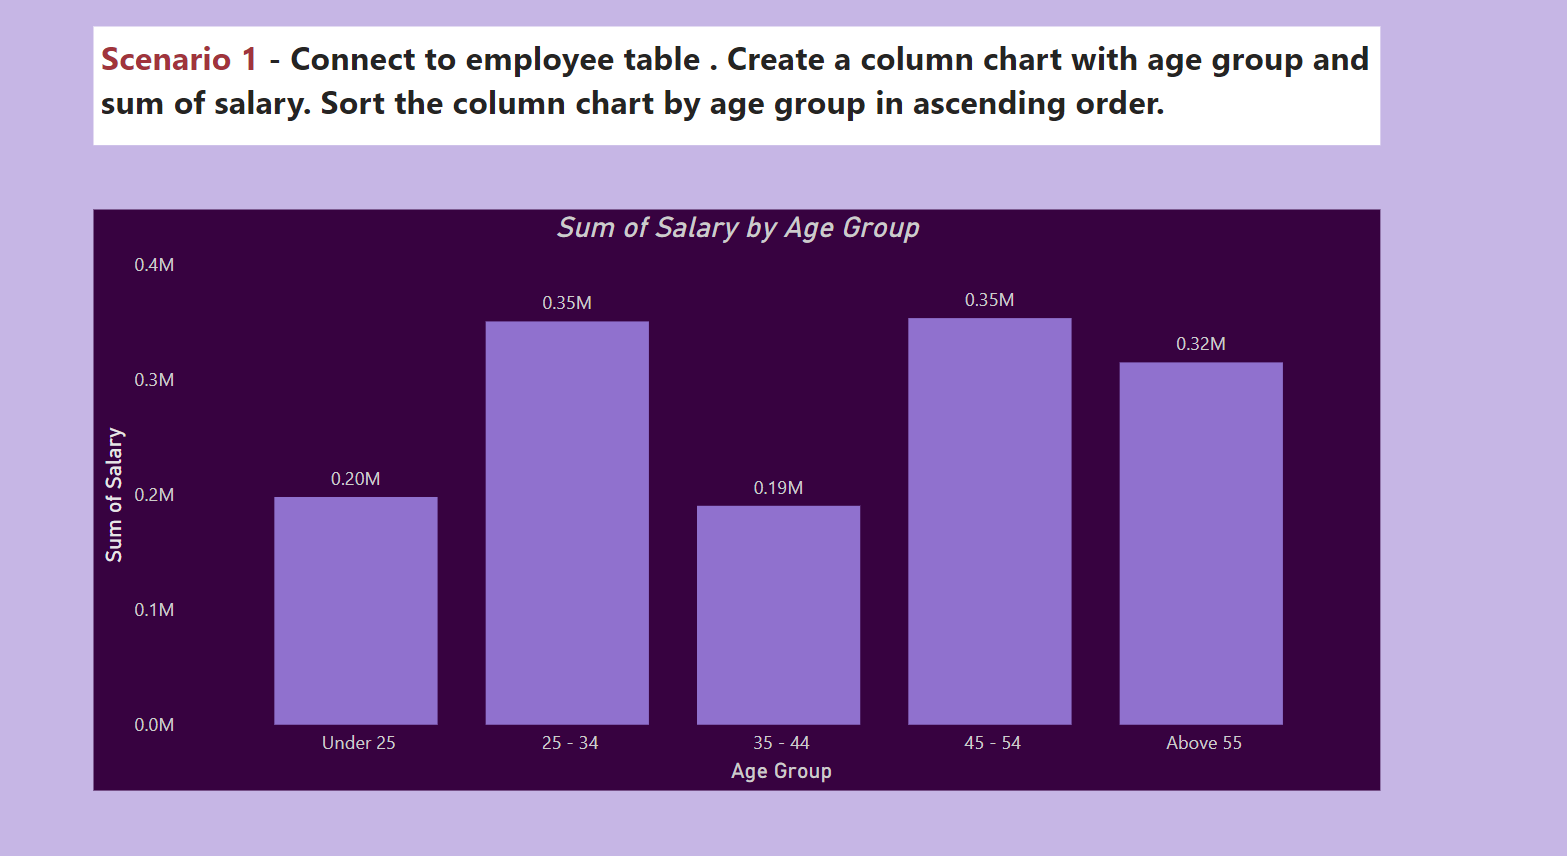 Scenario 1 - Connect to employee table . Create a column chart with age group and
sum of salary. Sort the column chart by age group in ascending order.
Sum of Salary by Age Group
0.4M
0.3M
0.2M
0.1M
0.0M
Sum of Salary
0.20M
0.35M
0.19M
0.35M
0.32M
Under 25
25 - 34
35 - 44
45 - 54
Above 55
Age Group